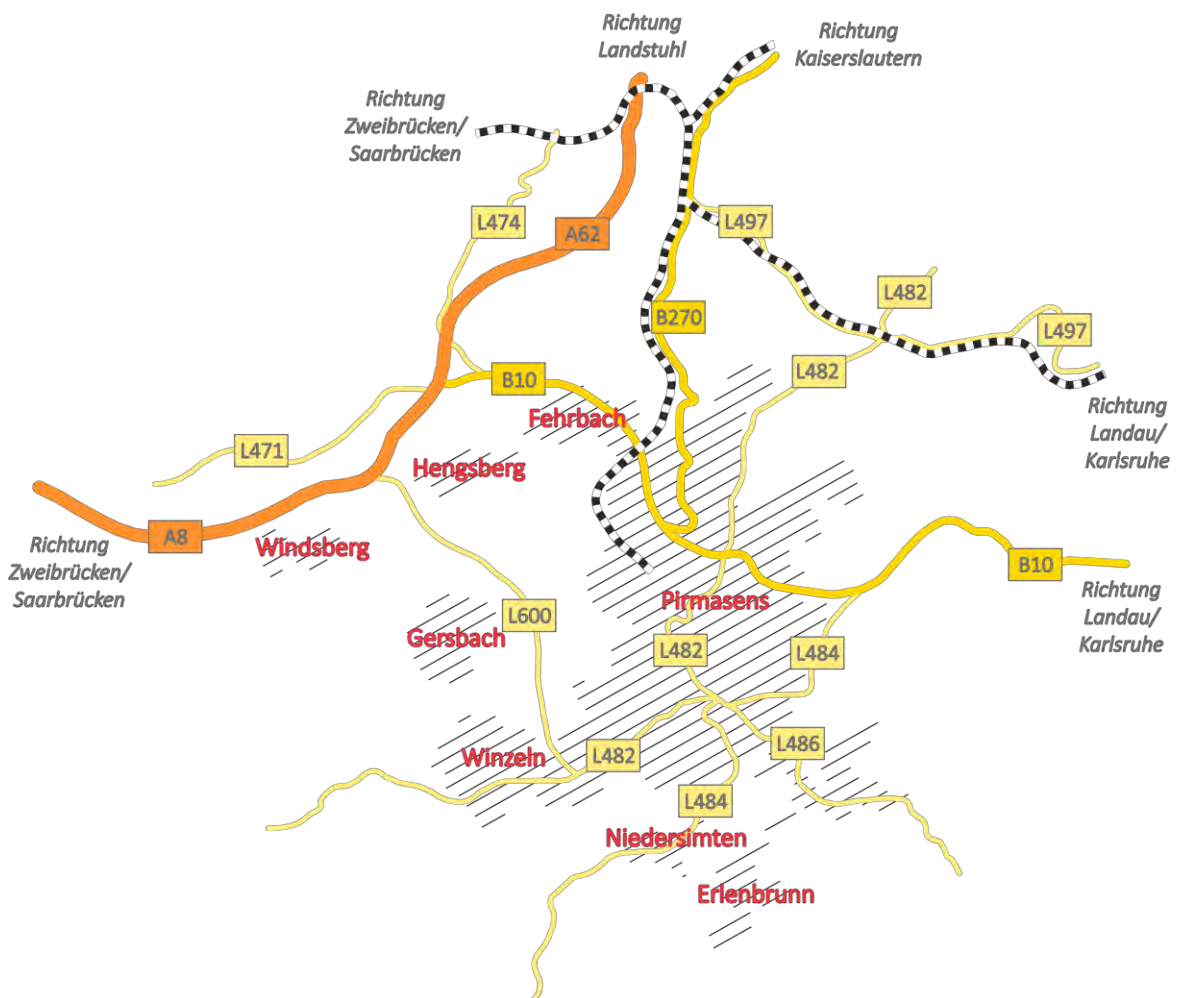 Richtung
Landstuhl
Richtung
Kaiserslautern
Richtung
Zweibrücken/
Saarbrücken
L474
A62
L497
L482
B270
L497
L482
B10
Richtung
Landau/
Karlsruhe
Fehrbach
L471
Hengsberg
A8
Windsberg
Richtung
Zweibrücken/
Saarbrücken
B10
Richtung
Landau/
Karlsruhe
Pirmasens
L600
Gersbach
L482
L484
L486
Winzeln
L482
L484
Niedersimten
Erlenbrunn